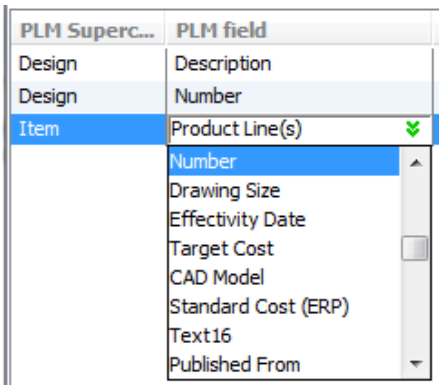 PLM Superc... PLM field
Design Description
Design Number
Item Product Line(s)
Number
Drawing Size
Effectivity Date
Target Cost
CAD Model
Standard Cost (ERP)
Text16
Published From